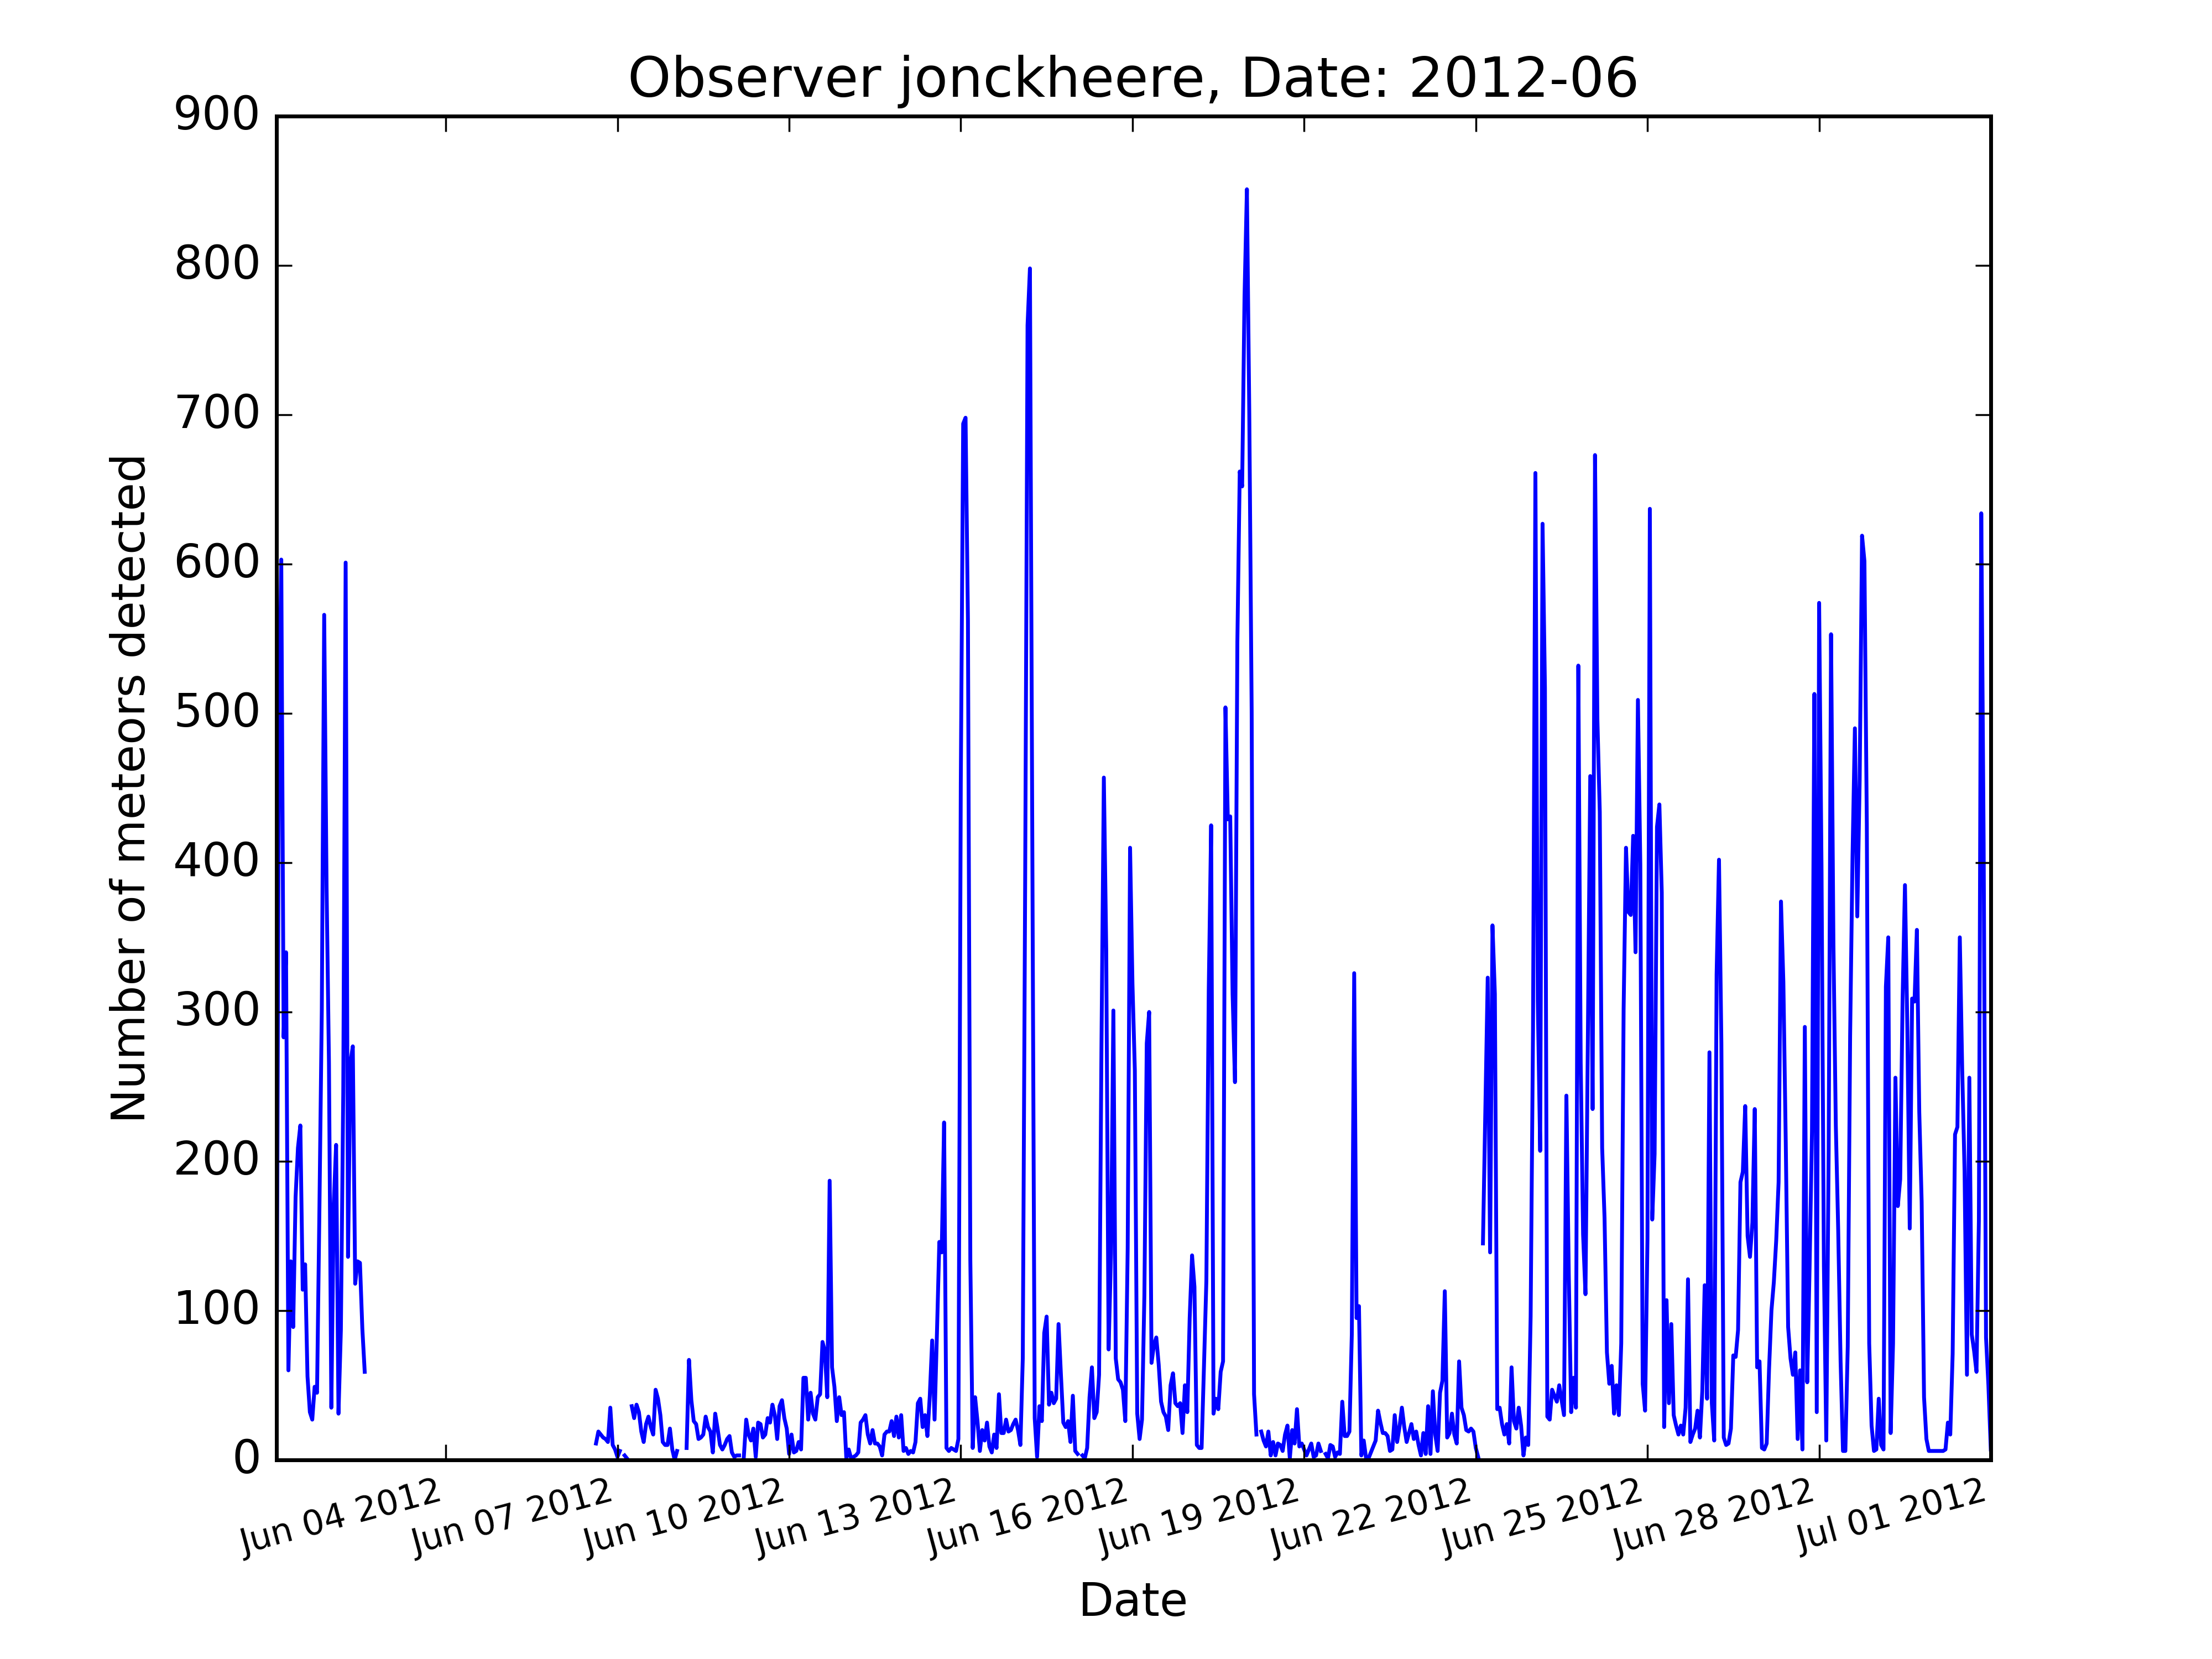 Observer jonckheere, Date: 2012-06
900
800
700
600
500
400
300
200
100
0
Number of meteors detected
Jun 04 2012
Jun 07 2012
Jun 10 2012
Jun 13 2012
Jun 16 2012
Jun 19 2012
Jun 22 2012
Jun 25 2012
Jun 28 2012
Jul 01 2012
Date